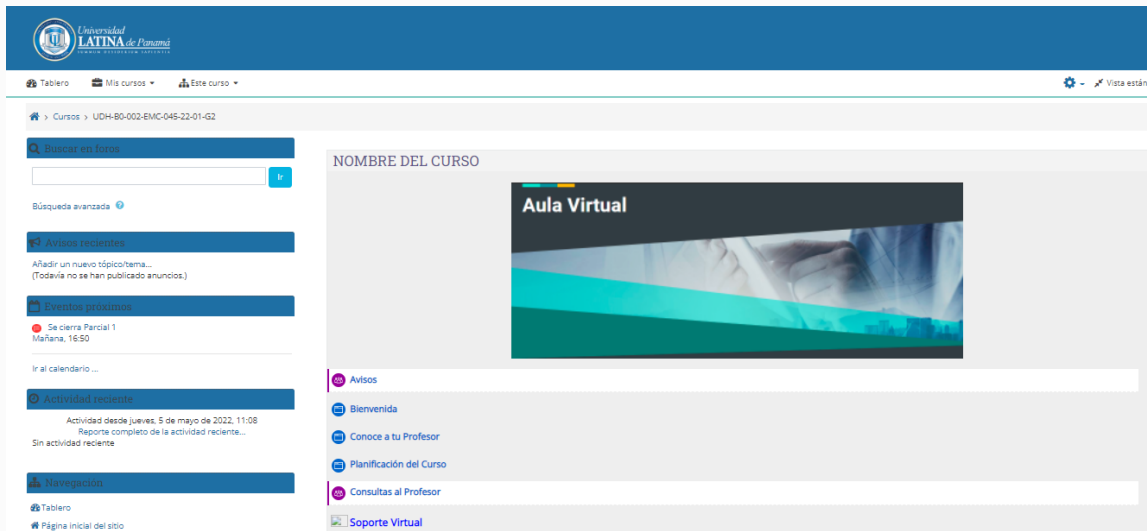 Universidad
LATINA de Panamá
Tablero
Mis cursos
Este curso
Vista están
Cursos > UDH-B0-002-EMC-045-22-01-G2
Buscar en foros
Ir
Búsqueda avanzada
Avisos recientes
Añadir un nuevo tópico/tema...
(Todavía no se han publicado anuncios.)
Eventos próximos
Se cierra Parcial 1
Mañana, 16:50
Ir al calendario ...
Actividad reciente
Actividad desde jueves, 5 de mayo de 2022, 11:08
Reporte completo de la actividad reciente...
Sin actividad reciente
Navegación
Tablero
Página inicial del sitio
NOMBRE DEL CURSO
Aula Virtual
Avisos
Bienvenida
Conoce a tu Profesor
Planificación del Curso
Consultas al Profesor
Soporte Virtual